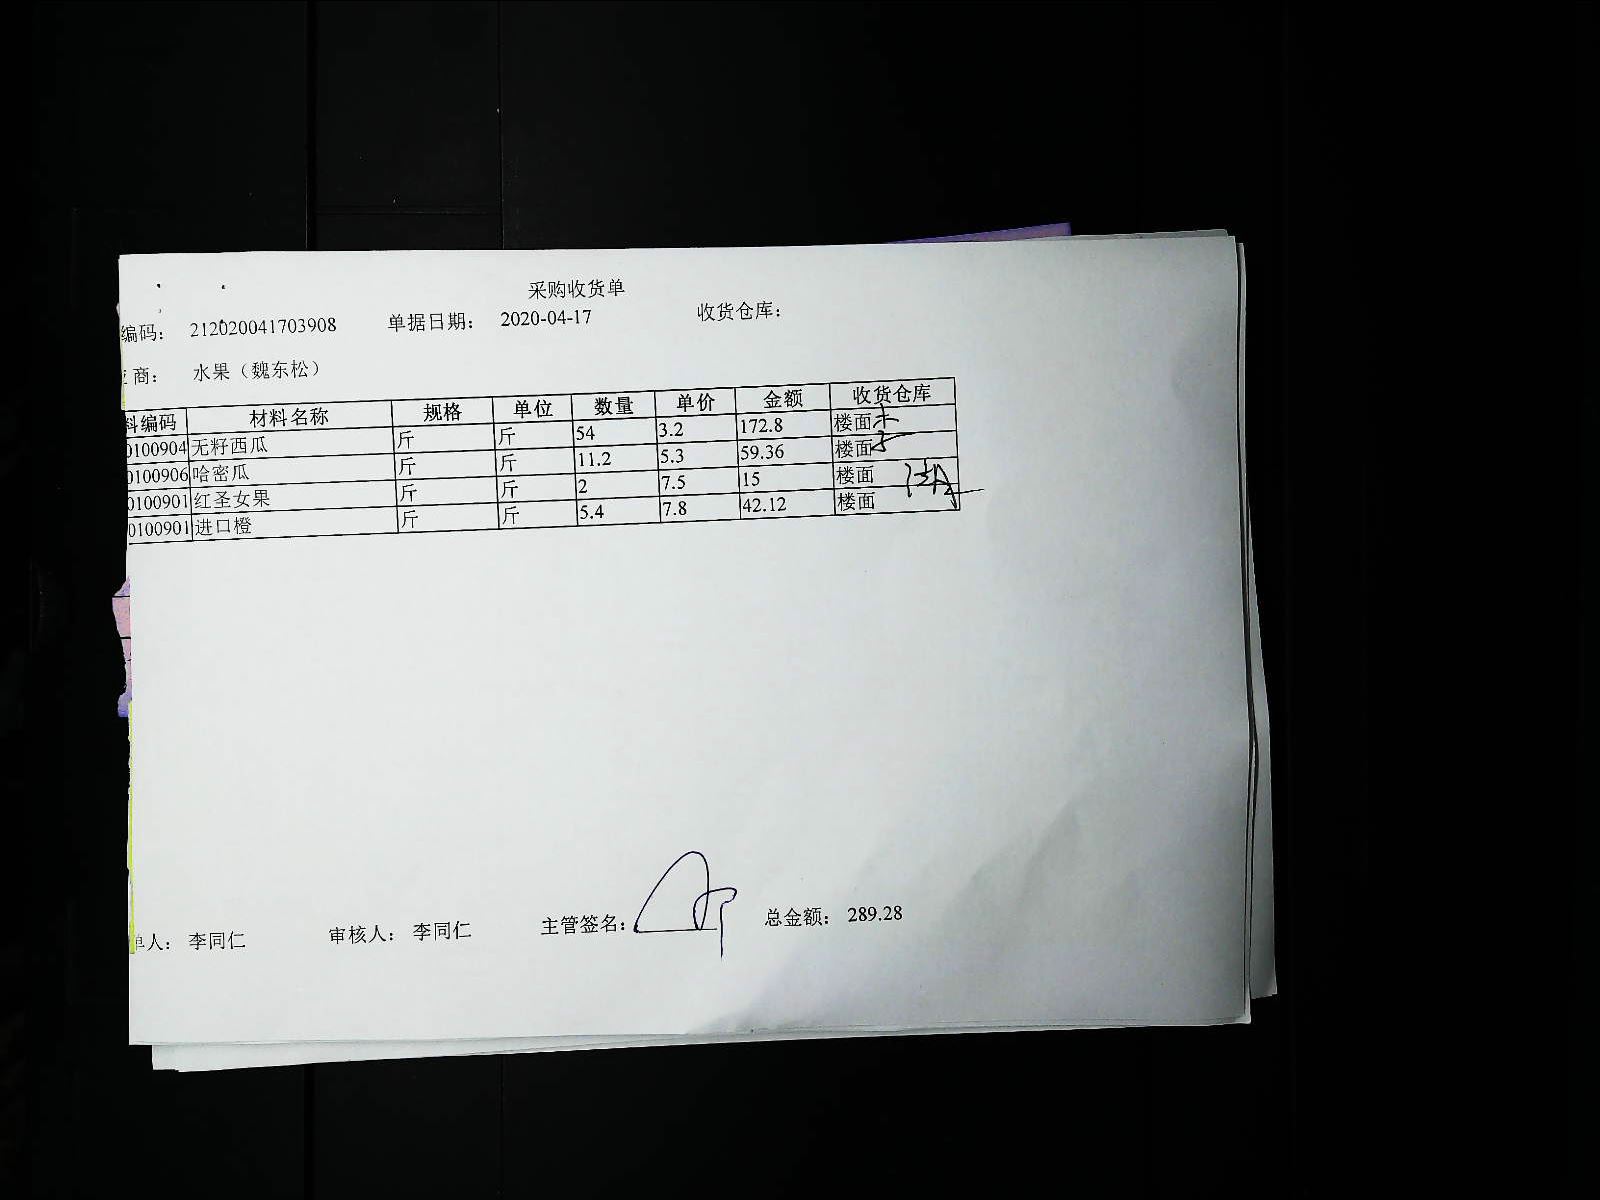 采购收货单
编码： 212020041703908 单据日期： 2020-04-17 收货仓库：
商： 水果（魏东松）
料编码 材料名称 规格 单位 数量 单价 金额 收货仓库
0100904 无籽西瓜 斤 斤 54 3.2 172.8 楼面
0100906 哈密瓜 斤 斤 11.2 5.3 59.36 楼面
0100901 红圣女果 斤 斤 2 7.5 15 楼面
0100901 进口橙 斤 斤 5.4 7.8 42.12 楼面
单人： 李同仁 审核人： 李同仁 主管签名： 总金额： 289.28